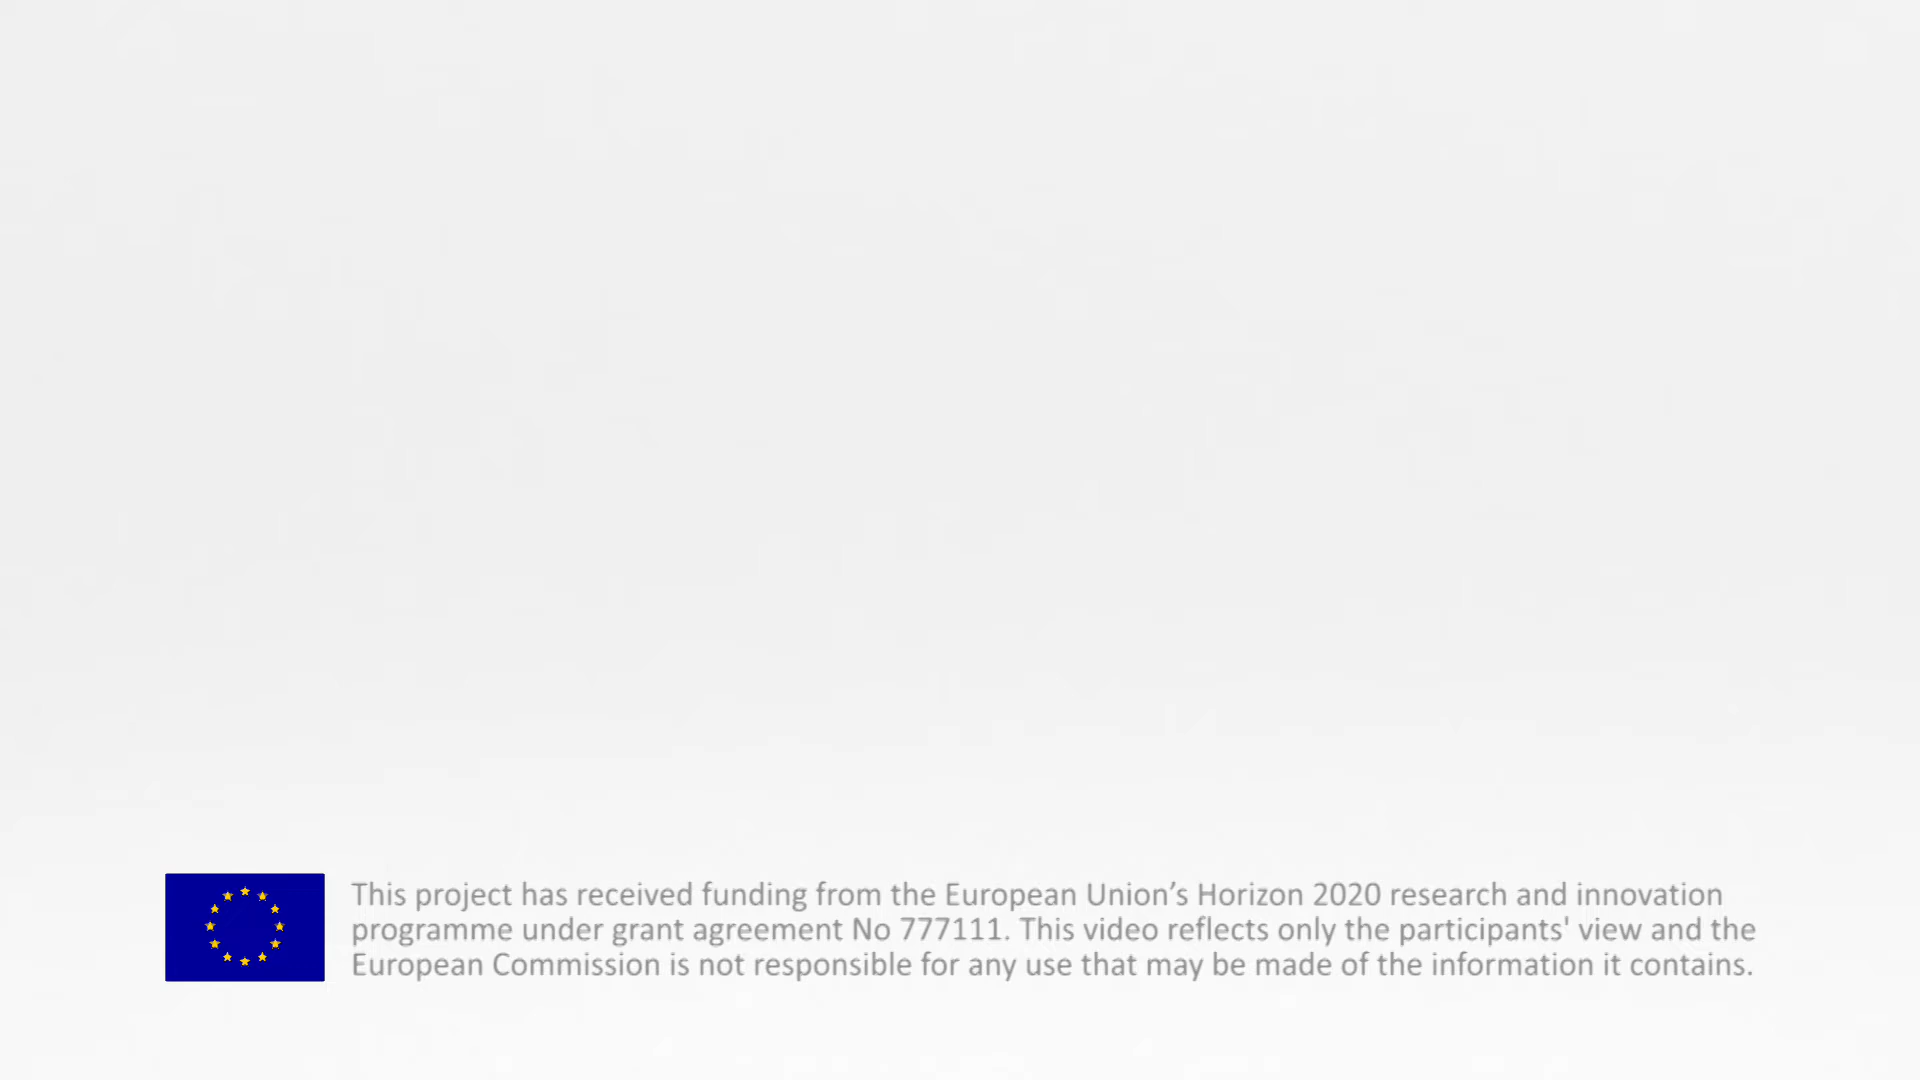 This project has received funding from the European Union’s Horizon 2020 research and innovation
programme under grant agreement No 777111. This video reflects only the participants' view and the
European Commission is not responsible for any use that may be made of the information it contains.